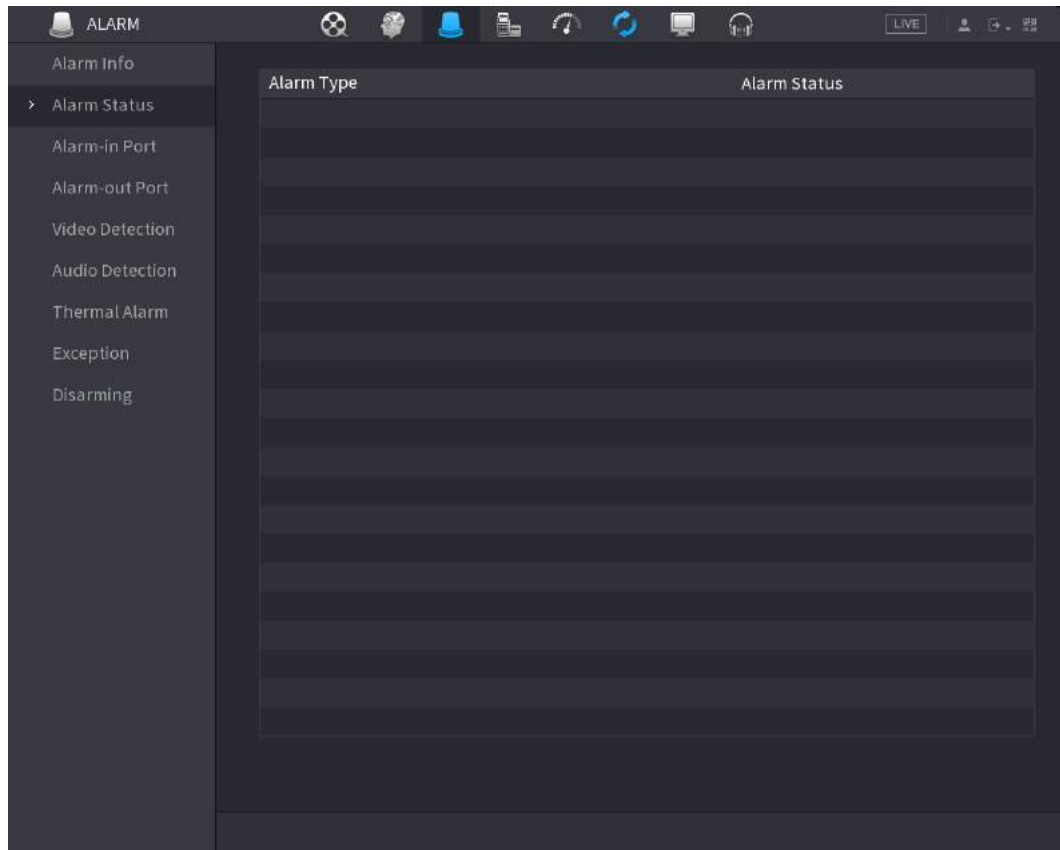 ALARM
LIVE
Alarm Info
Alarm Status
Alarm-in Port
Alarm-out Port
Video Detection
Audio Detection
Thermal Alarm
Exception
Disarming
Alarm Type Alarm Status